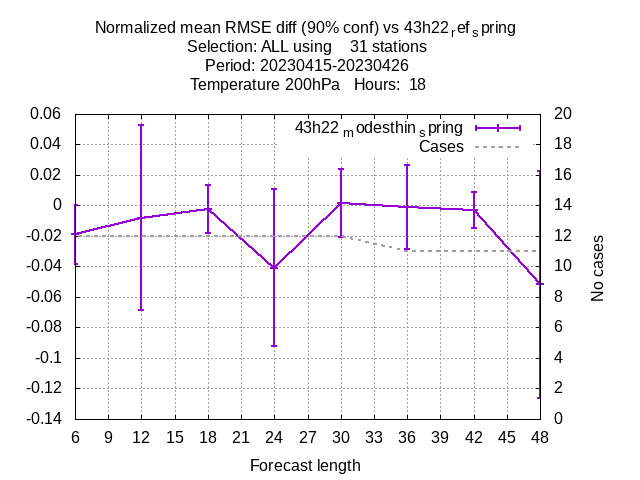 Normalized mean RMSE diff (90% conf) vs 43h22ref spring
Selection: ALL using 31 stations
Period: 20230415-20230426
Temperature 200hPa Hours: 18
43h22modesthinspring
Cases
0.06
0.04
0.02
0
-0.02
-0.04
-0.06
-0.08
-0.1
-0.12
-0.14
20
18
16
14
12
10
8
6
4
2
0
No cases
6 9 12 15 18 21 24 27 30 33 36 39 42 45 48
Forecast length